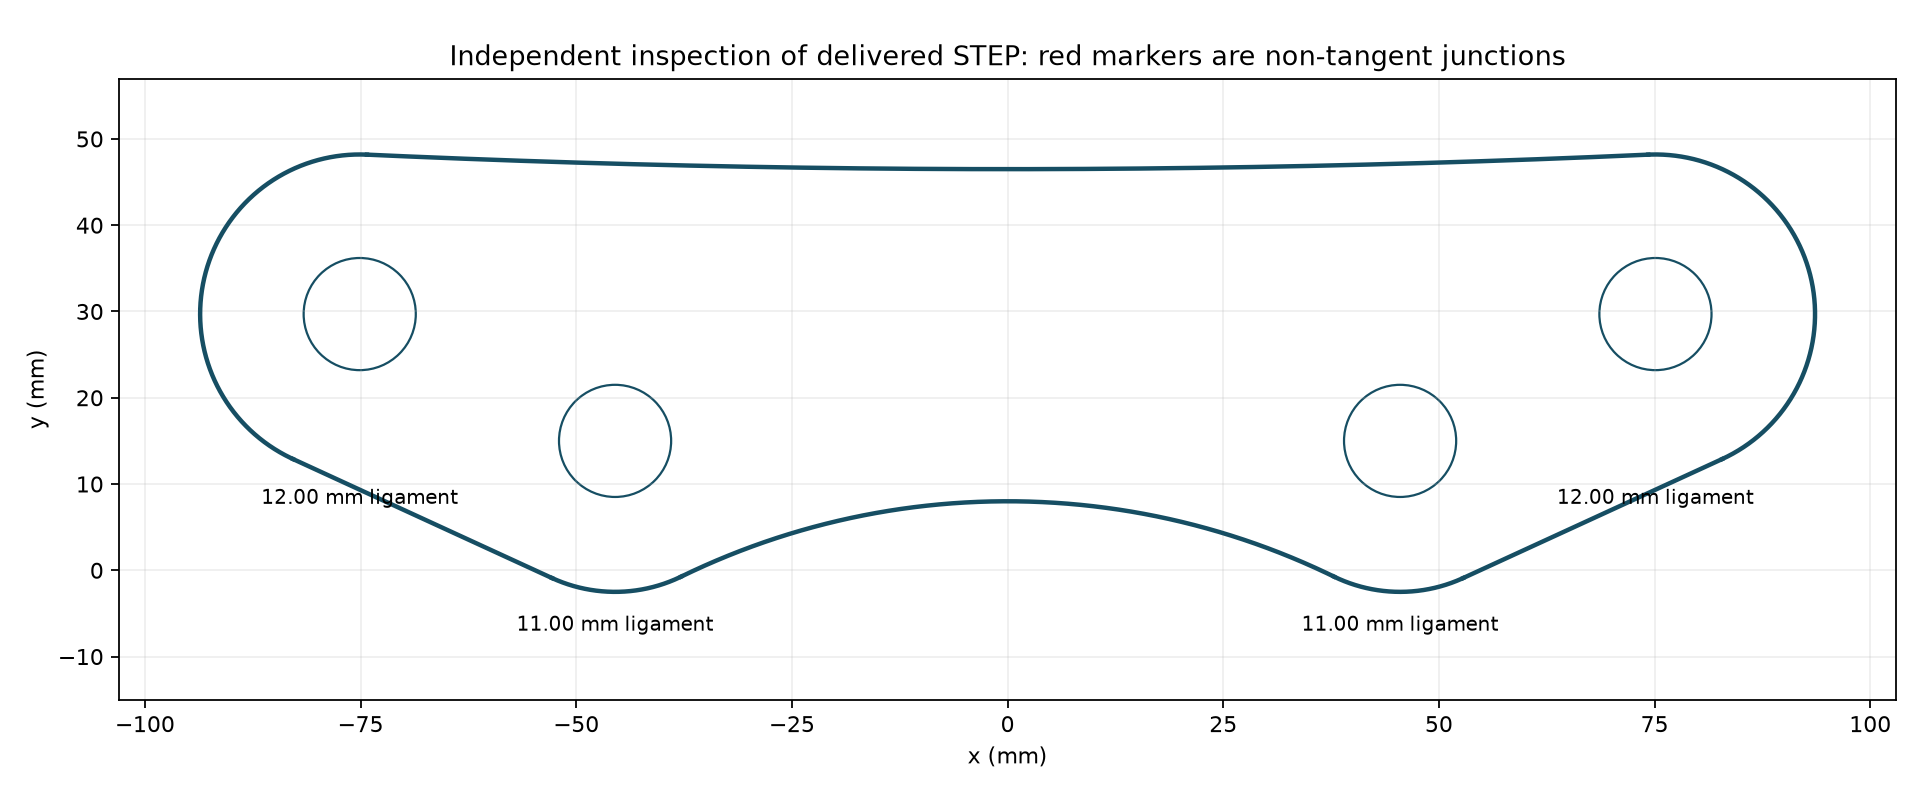 Independent inspection of delivered STEP: red markers are non-tangent junctions
50
40
30
20
10
0
−10
y (mm)
12.00 mm ligament
12.00 mm ligament
11.00 mm ligament
11.00 mm ligament
−100
−75
−50
−25
0
25
50
75
100
x (mm)